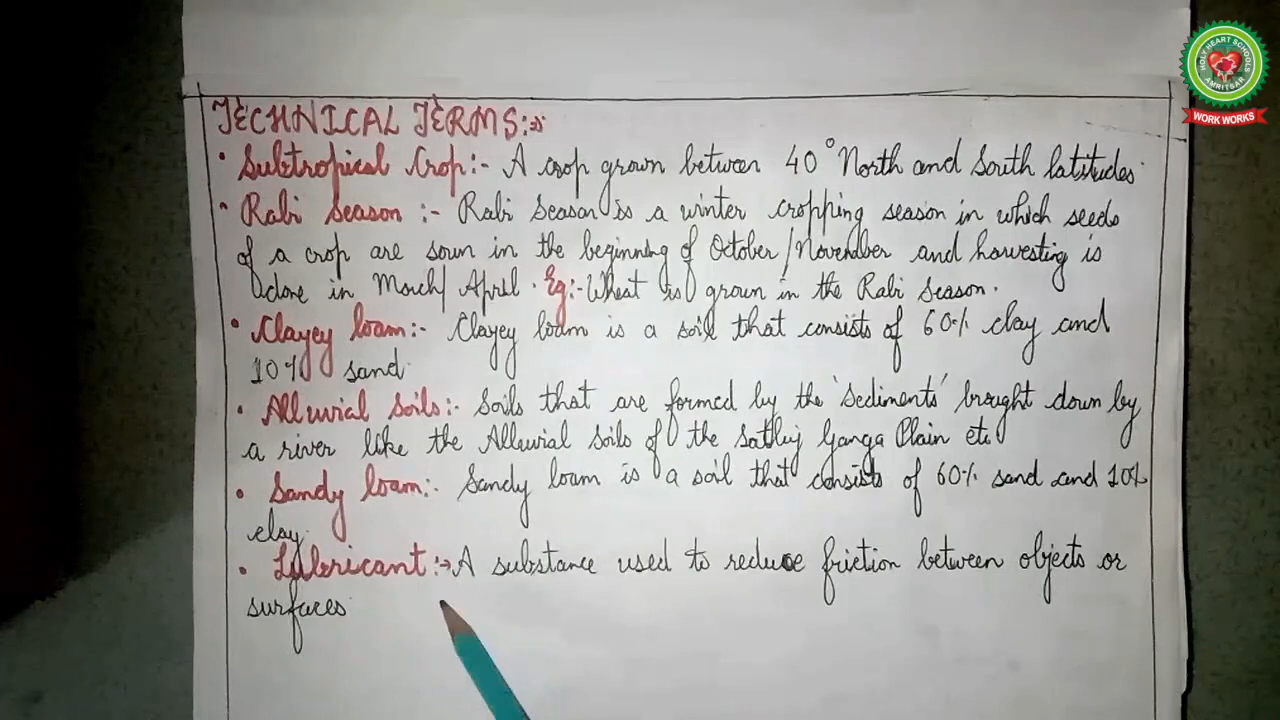 TECHNICAL TERMS:-
• Subtropical Crop:- A crop grown between 40° North and South latitudes.
• Rabi Season :- Rabi Season is a winter cropping season in which seeds
of a crop are sown in the beginning of October/November and harvesting is
done in March/April. Eg:- Wheat is grown in the Rabi Season.
• Clayey loam:- Clayey loam is a soil that consists of 60% clay and
10% sand.
• Alluvial Soils:- Soils that are formed by the 'sediments' brought down by
a river like the Alluvial Soils of the Satluj Ganga Plain etc.
• Sandy loam:- Sandy loam is a soil that consists of 60% sand and 10%
clay.
• Lubricant :→ A substance used to reduce friction between objects or
surfaces.
HOLY HEART SCHOOLS
AMRITSAR
WORK WORKS